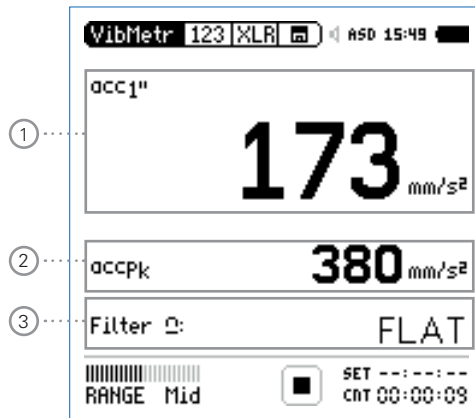 VibMetr 123 XLR ASD 15:49
acc1"
1 173 mm/s²
2 accPk 380 mm/s²
3 Filter Ω: FLAT
SET --:--:--
RANGE Mid CNT 00:00:09